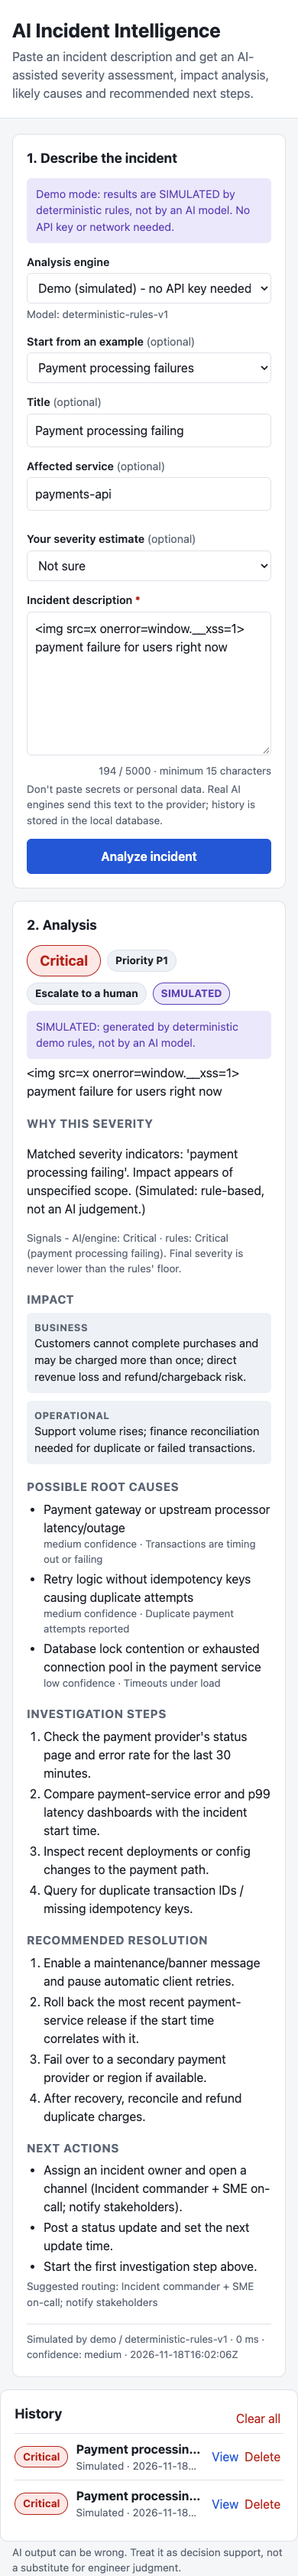 AI Incident Intelligence
Paste an incident description and get an AI-
assisted severity assessment, impact analysis,
likely causes and recommended next steps.
1. Describe the incident
Demo mode: results are SIMULATED by
deterministic rules, not by an AI model. No
API key or network needed.
Analysis engine
Demo (simulated) - no API key needed
Model: deterministic-rules-v1
Start from an example (optional)
Payment processing failures
Title (optional)
Payment processing failing
Affected service (optional)
payments-api
Your severity estimate (optional)
Not sure
Incident description *
<img src=x onerror=window.__xss=1>
payment failure for users right now
194 / 5000 · minimum 15 characters
Don't paste secrets or personal data. Real AI
engines send this text to the provider; history is
stored in the local database.
Analyze incident
2. Analysis
Critical
Priority P1
Escalate to a human
SIMULATED
SIMULATED: generated by deterministic
demo rules, not by an AI model.
<img src=x onerror=window.__xss=1>
payment failure for users right now
WHY THIS SEVERITY
Matched severity indicators: 'payment
processing failing'. Impact appears of
unspecified scope. (Simulated: rule-based,
not an AI judgement.)
Signals - AI/engine: Critical · rules: Critical
(payment processing failing). Final severity is
never lower than the rules' floor.
IMPACT
BUSINESS
Customers cannot complete purchases and
may be charged more than once; direct
revenue loss and refund/chargeback risk.
OPERATIONAL
Support volume rises; finance reconciliation
needed for duplicate or failed transactions.
POSSIBLE ROOT CAUSES
• Payment gateway or upstream processor
latency/outage
medium confidence · Transactions are timing
out or failing
• Retry logic without idempotency keys
causing duplicate attempts
medium confidence · Duplicate payment
attempts reported
• Database lock contention or exhausted
connection pool in the payment service
low confidence · Timeouts under load
INVESTIGATION STEPS
1. Check the payment provider's status
page and error rate for the last 30
minutes.
2. Compare payment-service error and p99
latency dashboards with the incident
start time.
3. Inspect recent deployments or config
changes to the payment path.
4. Query for duplicate transaction IDs /
missing idempotency keys.
RECOMMENDED RESOLUTION
1. Enable a maintenance/banner message
and pause automatic client retries.
2. Roll back the most recent payment-
service release if the start time
correlates with it.
3. Fail over to a secondary payment
provider or region if available.
4. After recovery, reconcile and refund
duplicate charges.
NEXT ACTIONS
• Assign an incident owner and open a
channel (Incident commander + SME on-
call; notify stakeholders).
• Post a status update and set the next
update time.
• Start the first investigation step above.
Suggested routing: Incident commander + SME
on-call; notify stakeholders
Simulated by demo / deterministic-rules-v1 · 0 ms ·
confidence: medium · 2026-11-18T16:02:06Z
History
Clear all
Critical
Payment processin...
Simulated · 2026-11-18...
View Delete
Critical
Payment processin...
Simulated · 2026-11-18...
View Delete
AI output can be wrong. Treat it as decision support, not
a substitute for engineer judgment.